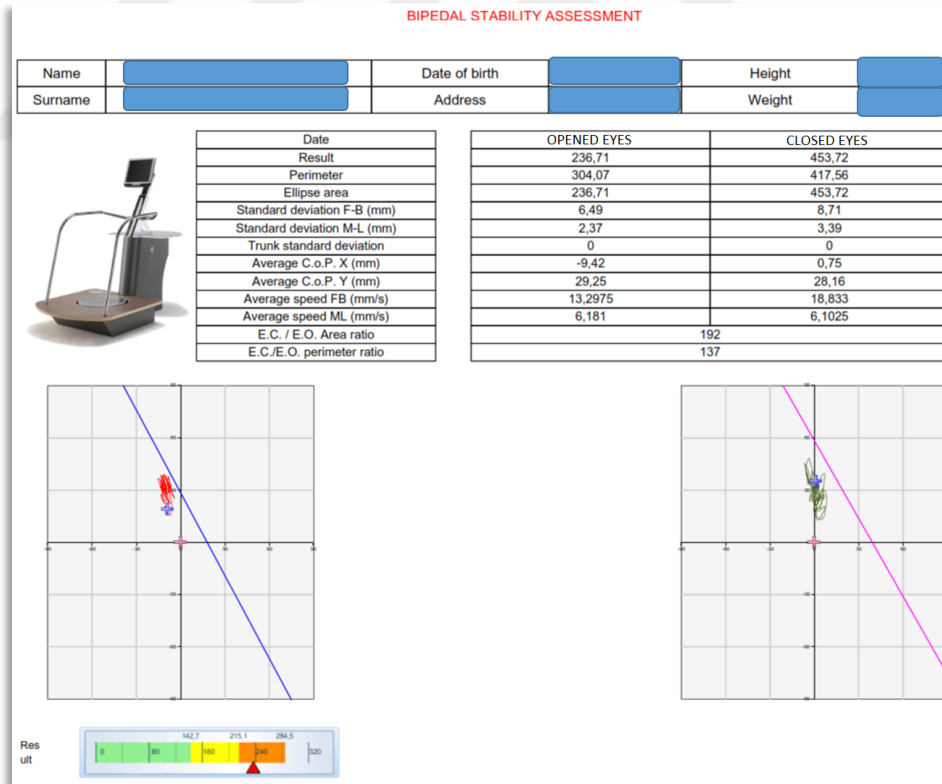 BIPEDAL STABILITY ASSESSMENT
Name Date of birth Height
Surname Address Weight
Date OPENED EYES CLOSED EYES
Result 236,71 453,72
Perimeter 304,07 417,56
Ellipse area 236,71 453,72
Standard deviation F-B (mm) 6,49 8,71
Standard deviation M-L (mm) 2,37 3,39
Trunk standard deviation 0 0
Average C.o.P. X (mm) -9,42 0,75
Average C.o.P. Y (mm) 29,25 28,16
Average speed FB (mm/s) 13,2975 18,833
Average speed ML (mm/s) 6,181 6,1025
E.C. / E.O. Area ratio 192
E.C./E.O. perimeter ratio 137
Res
ult
142,7 215,1 284,5
0 80 160 240 320